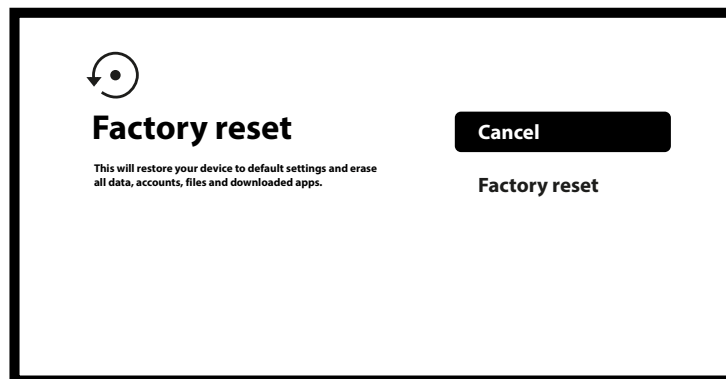 Factory reset
This will restore your device to default settings and erase
all data, accounts, files and downloaded apps.
Cancel
Factory reset